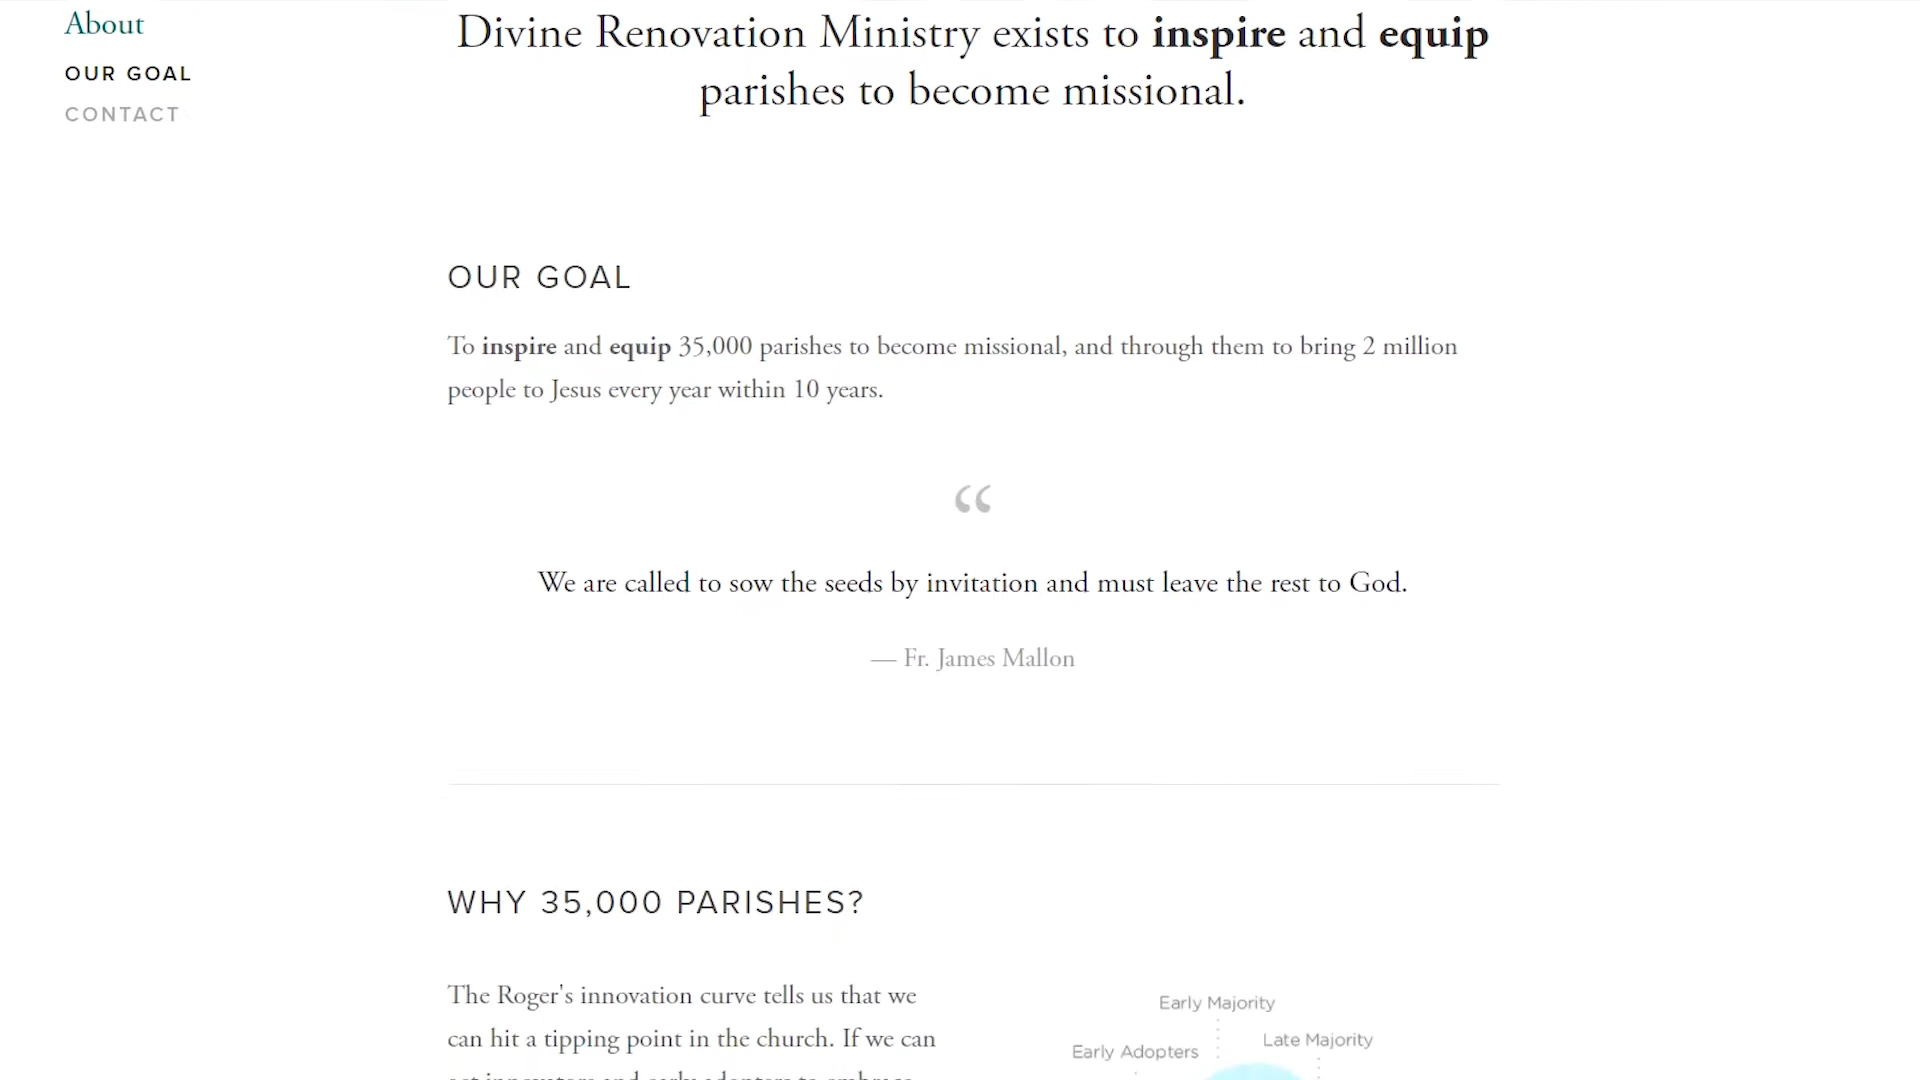 About
OUR GOAL
CONTACT
Divine Renovation Ministry exists to inspire and equip
parishes to become missional.
OUR GOAL
To inspire and equip 35,000 parishes to become missional, and through them to bring 2 million
people to Jesus every year within 10 years.
“
We are called to sow the seeds by invitation and must leave the rest to God.
— Fr. James Mallon
WHY 35,000 PARISHES?
The Roger's innovation curve tells us that we
can hit a tipping point in the church. If we can
Early Majority
Late Majority
Early Adopters